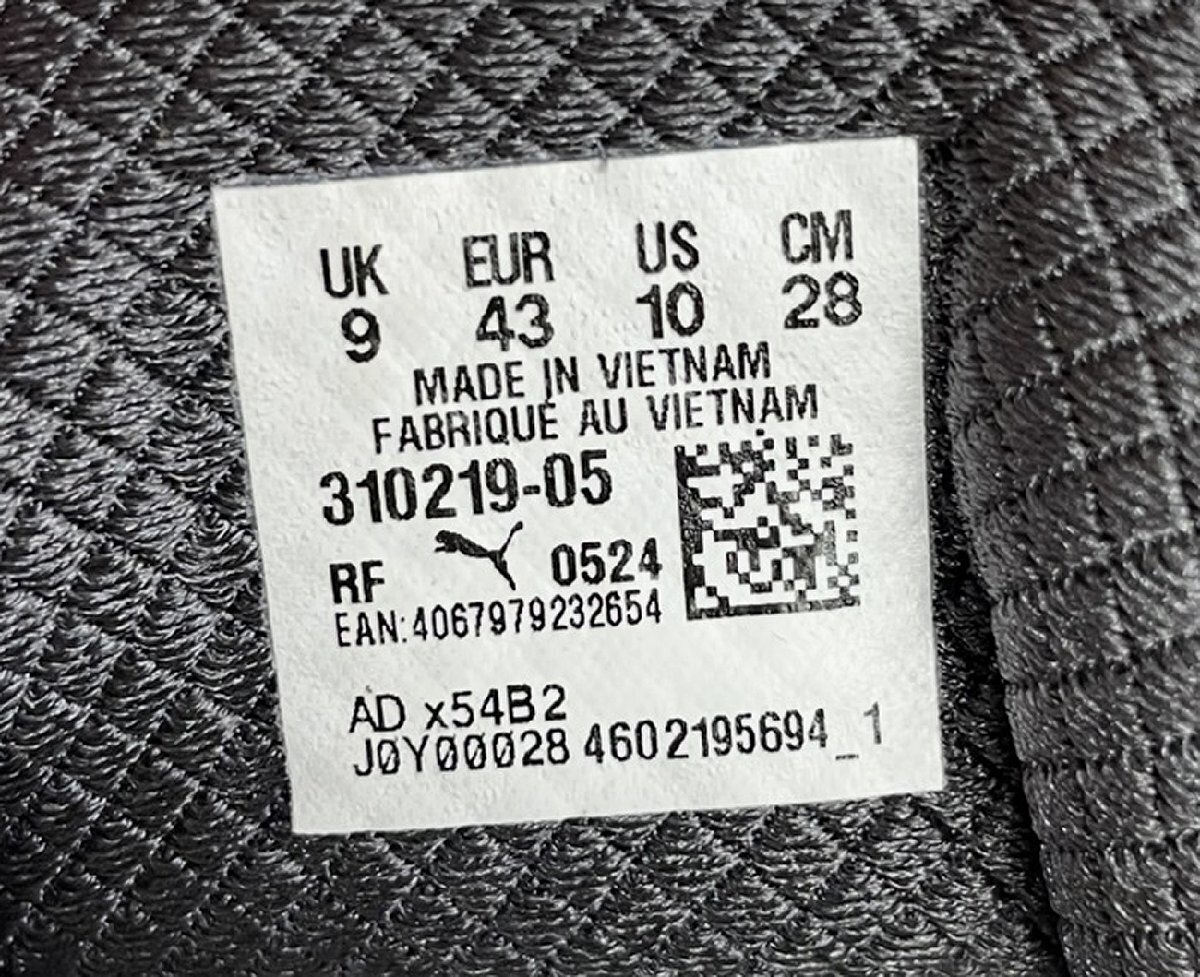 UK EUR US CM
9 43 10 28
MADE IN VIETNAM
FABRIQUÉ AU VIETNAM
310219-05
RF 0524
EAN:4067979232654
AD x54B2
J0Y00028 4602195694_1